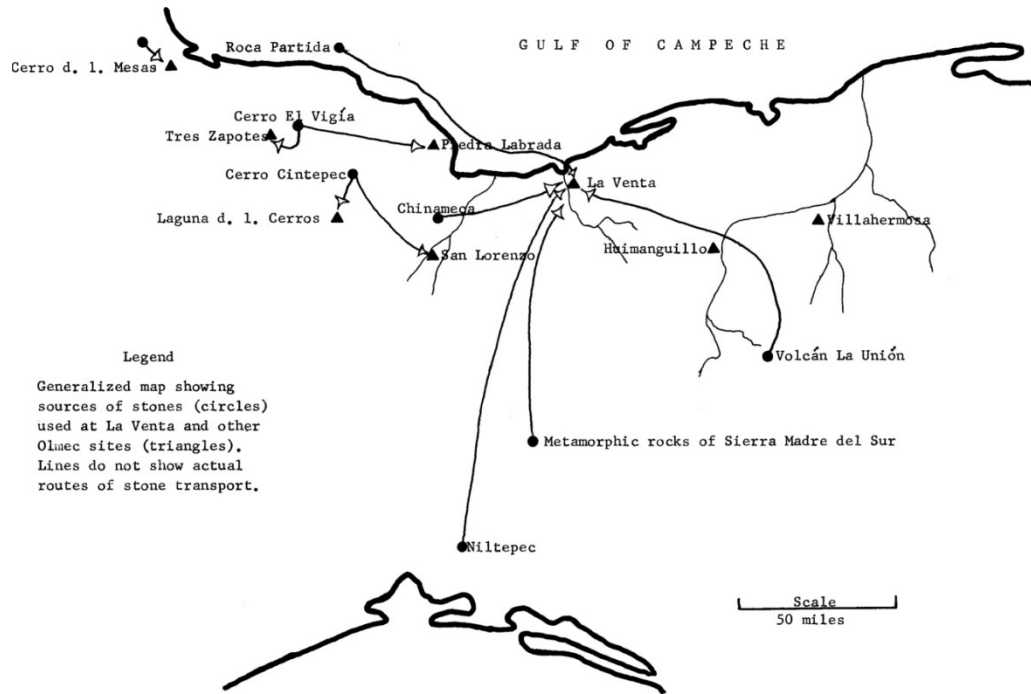 GULF OF CAMPECHE
Roca Partida
Cerro d. l. Mesas
Cerro El Vigía
Tres Zapotes
Piedra Labrada
Cerro Cintepec
La Venta
Chinameca
Laguna d. l. Cerros
Villahermosa
Huimanguillo
San Lorenzo
Volcán La Unión
Legend
Generalized map showing
sources of stones (circles)
used at La Venta and other
Olmec sites (triangles).
Lines do not show actual
routes of stone transport.
Metamorphic rocks of Sierra Madre del Sur
Niltepec
Scale
50 miles